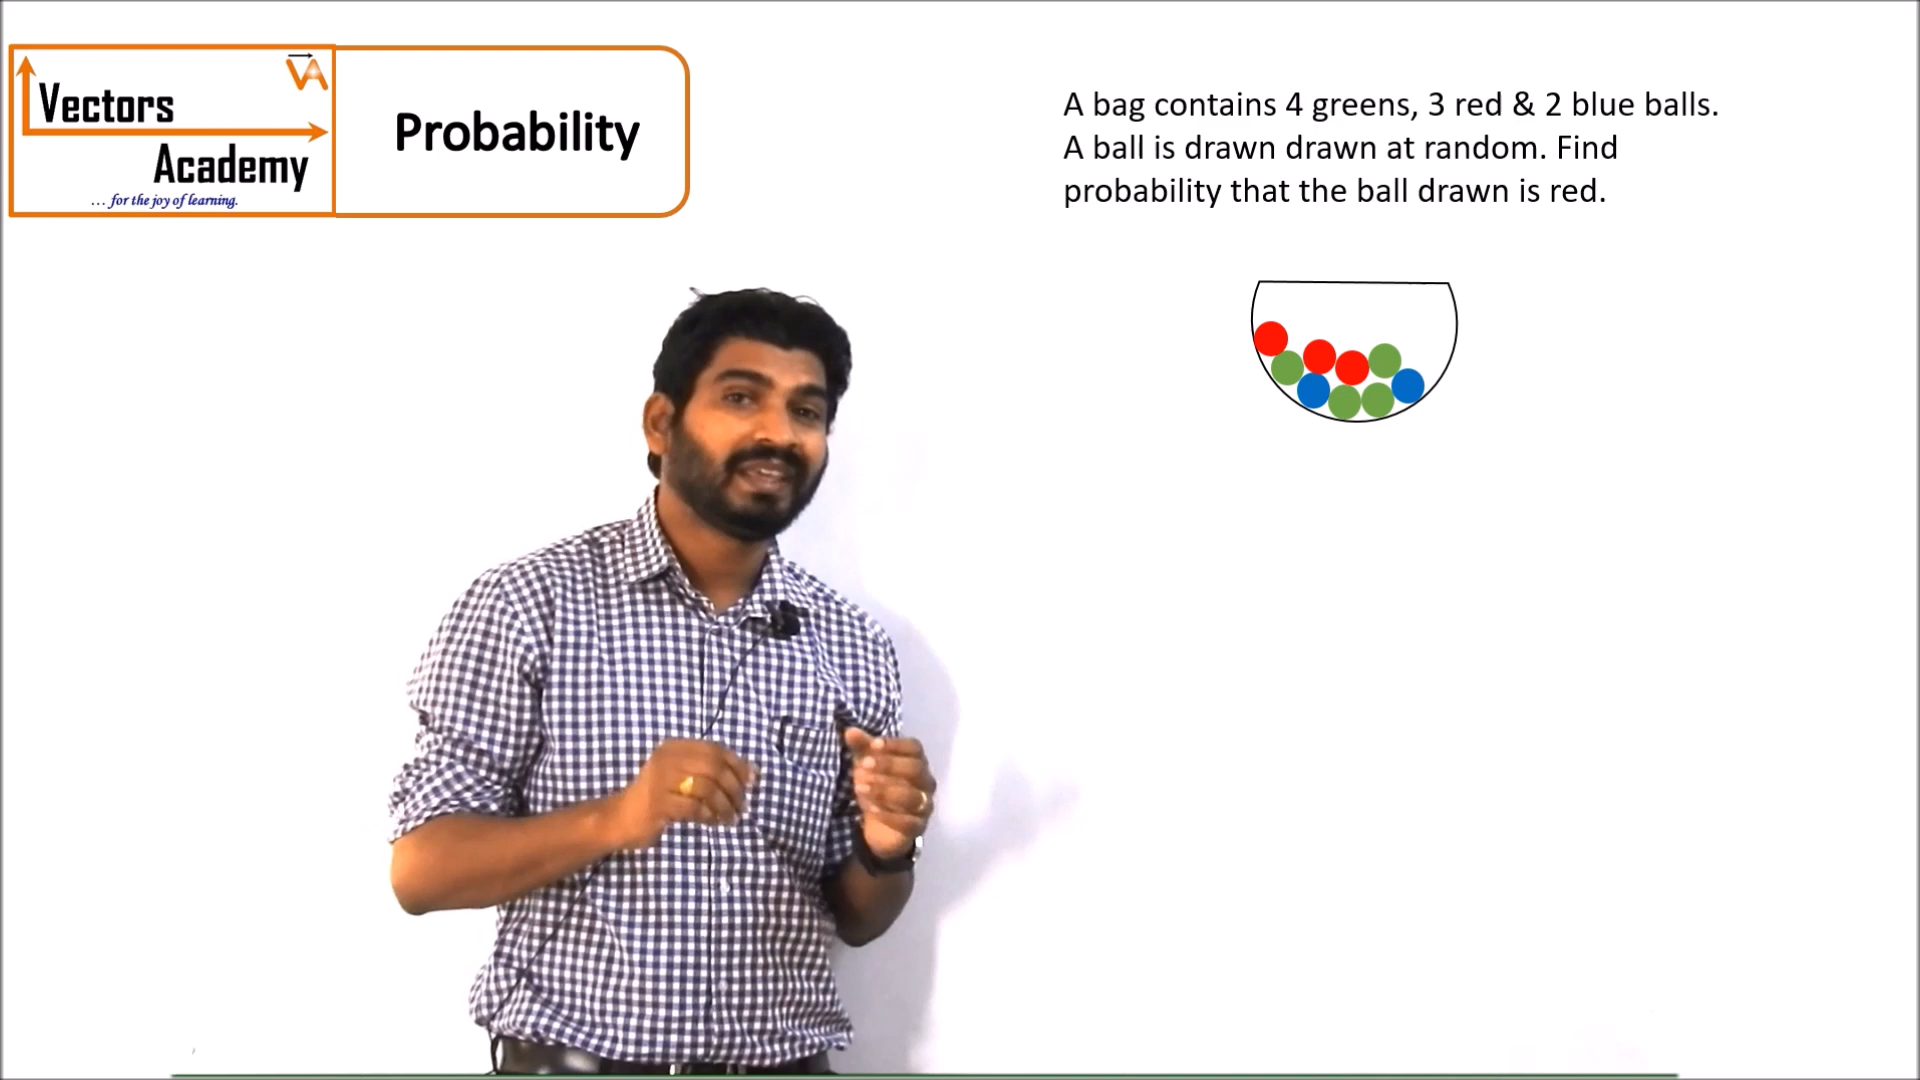 Vectors
Academy
... for the joy of learning.
VA
Probability
A bag contains 4 greens, 3 red & 2 blue balls.
A ball is drawn drawn at random. Find
probability that the ball drawn is red.